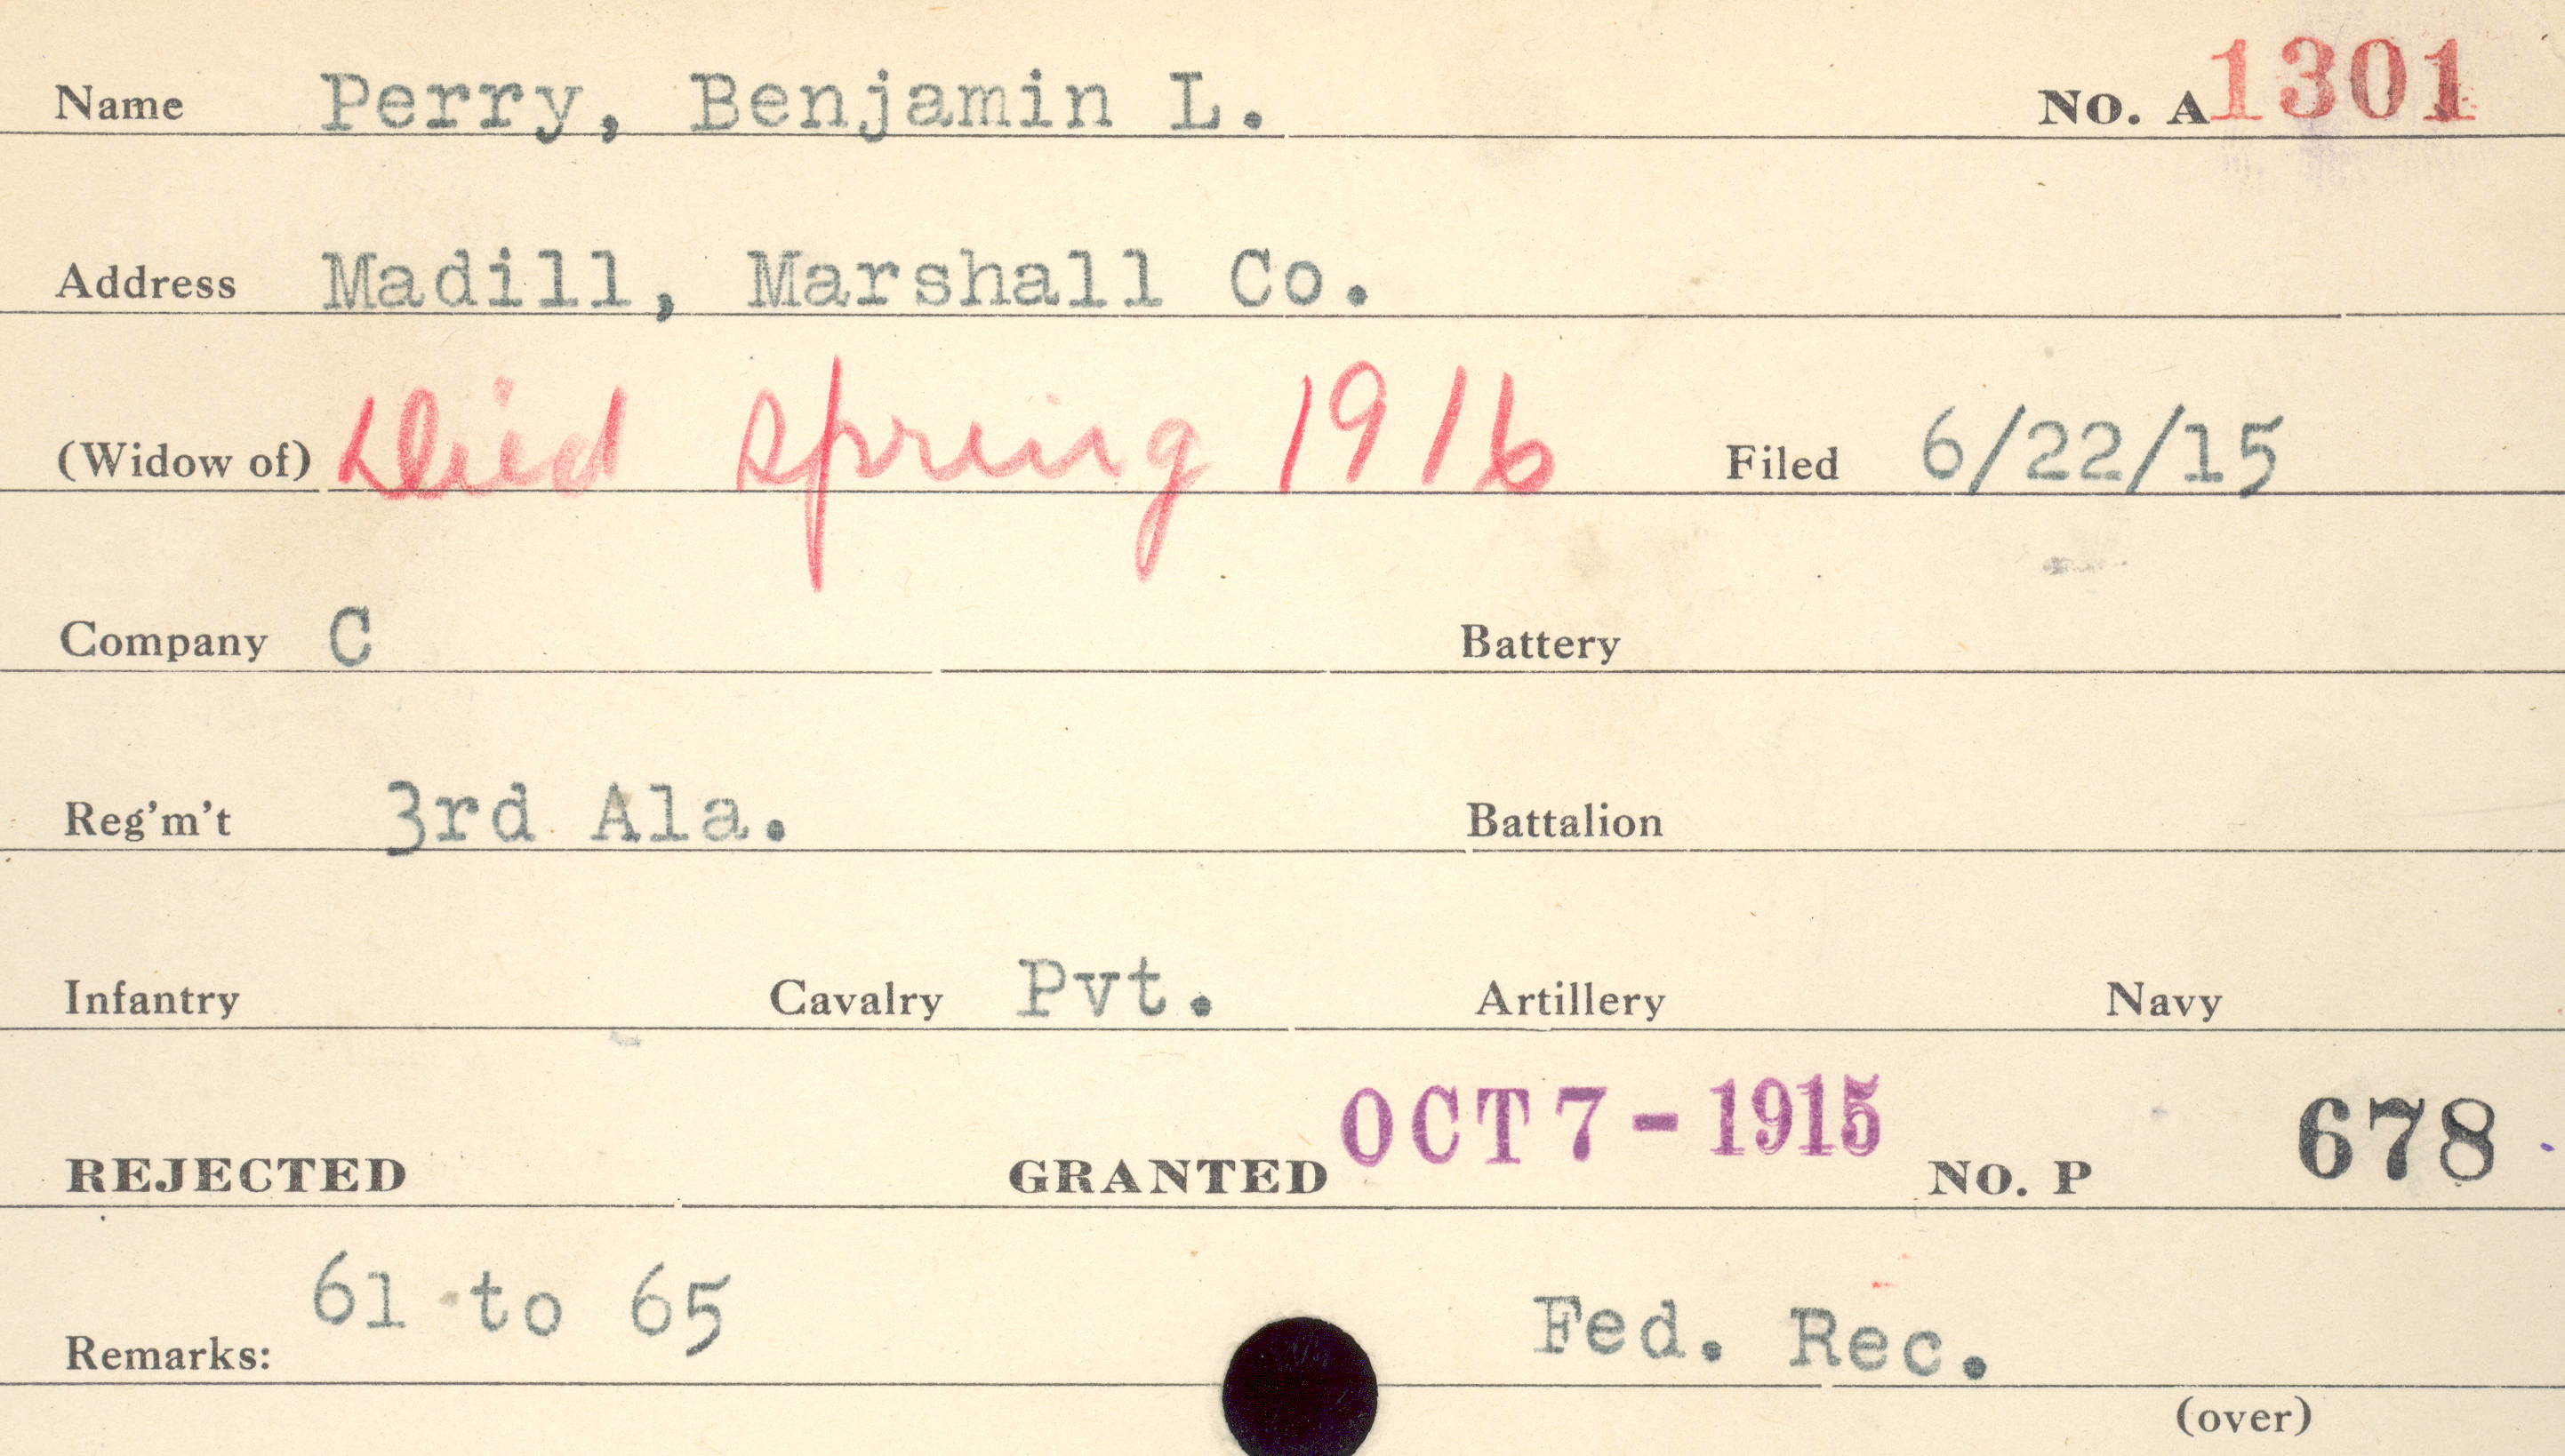 Name Perry, Benjamin L. No. A 1301
Address Madill, Marshall Co.
(Widow of) Died Spring 1916 Filed 6/22/15
Company C Battery
Reg'm't 3rd Ala. Battalion
Infantry Cavalry Pvt. Artillery Navy
REJECTED GRANTED OCT 7 - 1915 No. P 678
Remarks: 61 to 65 Fed. Rec.
(over)